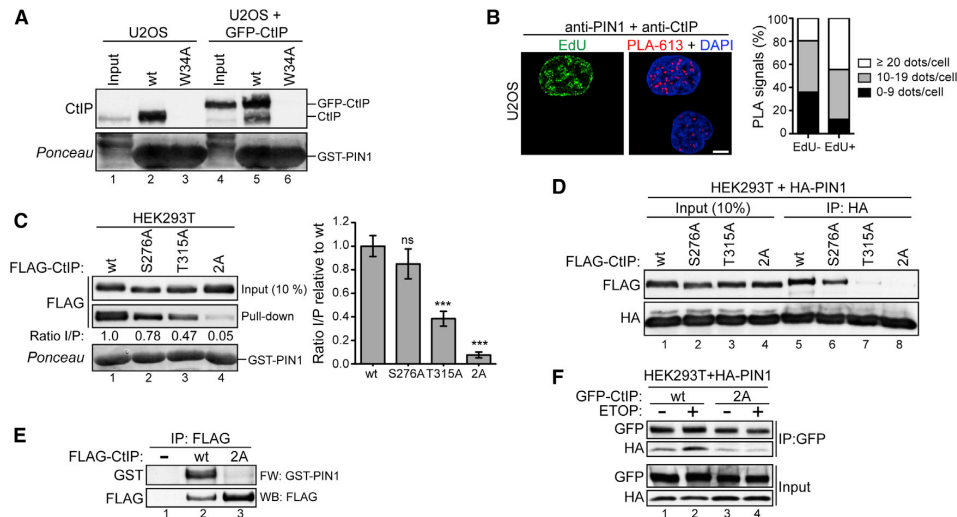 A
U2OS
U2OS +
GFP-CtIP
Input
wt
W34A
Input
wt
W34A
CtIP
GFP-CtIP
CtIP
Ponceau
GST-PIN1
1 2 3 4 5 6
B
anti-PIN1 + anti-CtIP
EdU
PLA-613 + DAPI
U2OS
PLA signals (%)
100
80
60
40
20
0
EdU- EdU+
≥ 20 dots/cell
10-19 dots/cell
0-9 dots/cell
C
HEK293T
FLAG-CtIP:
wt
S276A
T315A
2A
FLAG
Input (10 %)
Pull-down
Ratio I/P: 1.0 0.78 0.47 0.05
Ponceau
GST-PIN1
1 2 3 4
Ratio I/P relative to wt
1.2
1.0
0.8
0.6
0.4
0.2
0.0
ns
***
***
wt S276A T315A 2A
D
HEK293T + HA-PIN1
Input (10%) IP: HA
FLAG-CtIP:
wt
S276A
T315A
2A
wt
S276A
T315A
2A
FLAG
HA
1 2 3 4 5 6 7 8
E
IP: FLAG
FLAG-CtIP: – wt 2A
GST
FW: GST-PIN1
FLAG
WB: FLAG
1 2 3
F
HEK293T+HA-PIN1
GFP-CtIP: wt 2A
ETOP: – + – +
GFP
HA
IP:GFP
GFP
HA
Input
1 2 3 4